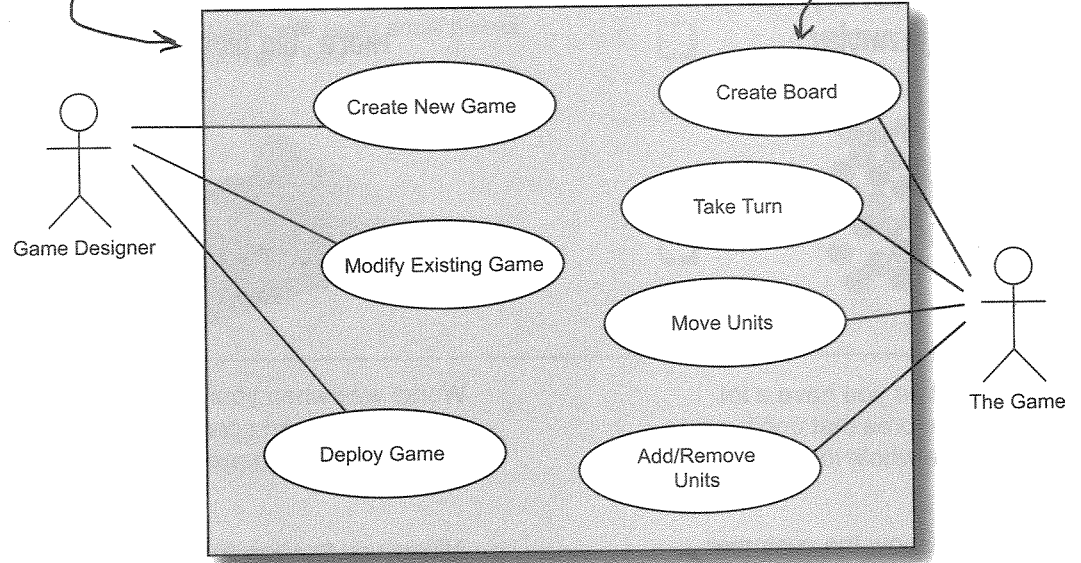 Create New Game
Create Board
Take Turn
Game Designer
Modify Existing Game
Move Units
The Game
Deploy Game
Add/Remove
Units